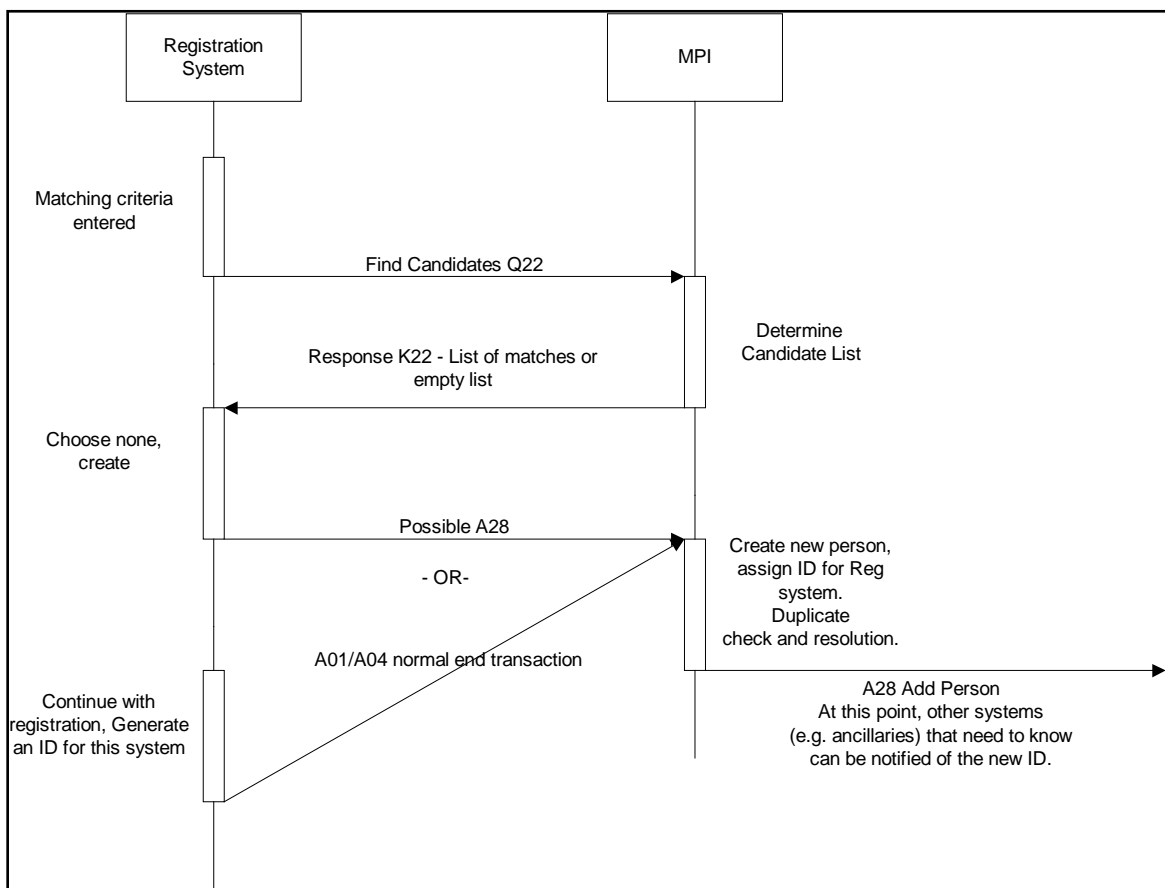 Registration
System
MPI
Matching criteria
entered
Find Candidates Q22
Determine
Candidate List
Response K22 - List of matches or
empty list
Choose none,
create
Possible A28
- OR-
Create new person,
assign ID for Reg
system.
Duplicate
check and resolution.
A01/A04 normal end transaction
Continue with
registration, Generate
an ID for this system
A28 Add Person
At this point, other systems
(e.g. ancillaries) that need to know
can be notified of the new ID.